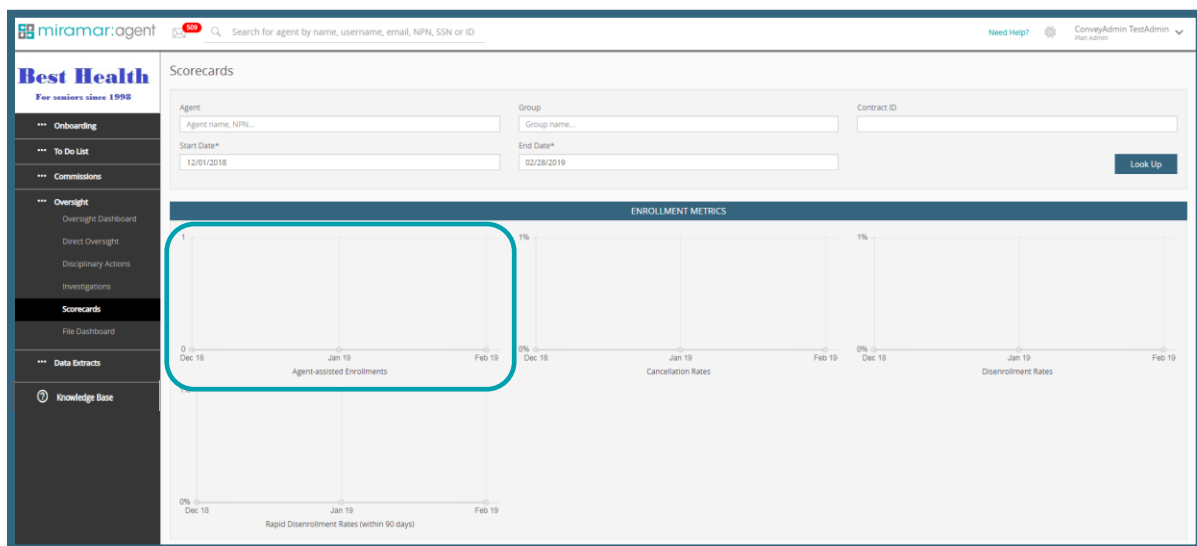 miramar:agent
509
Search for agent by name, username, email, NPN, SSN or ID
Need Help?
ConveyAdmin TestAdmin
Plan Admin
Best Health
For seniors since 1998
Onboarding
To Do List
Commissions
Oversight
Oversight Dashboard
Direct Oversight
Disciplinary Actions
Investigations
Scorecards
File Dashboard
Data Extracts
Knowledge Base
Scorecards
Agent
Group
Contract ID
Agent name, NPN...
Group name...
Start Date*
End Date*
12/01/2018
02/28/2019
Look Up
ENROLLMENT METRICS
1
0
Dec 18 Jan 19 Feb 19
Agent-assisted Enrollments
1%
0%
Dec 18 Jan 19 Feb 19
Cancellation Rates
1%
0%
Dec 18 Jan 19 Feb 19
Disenrollment Rates
0%
Dec 18 Jan 19 Feb 19
Rapid Disenrollment Rates (within 90 days)